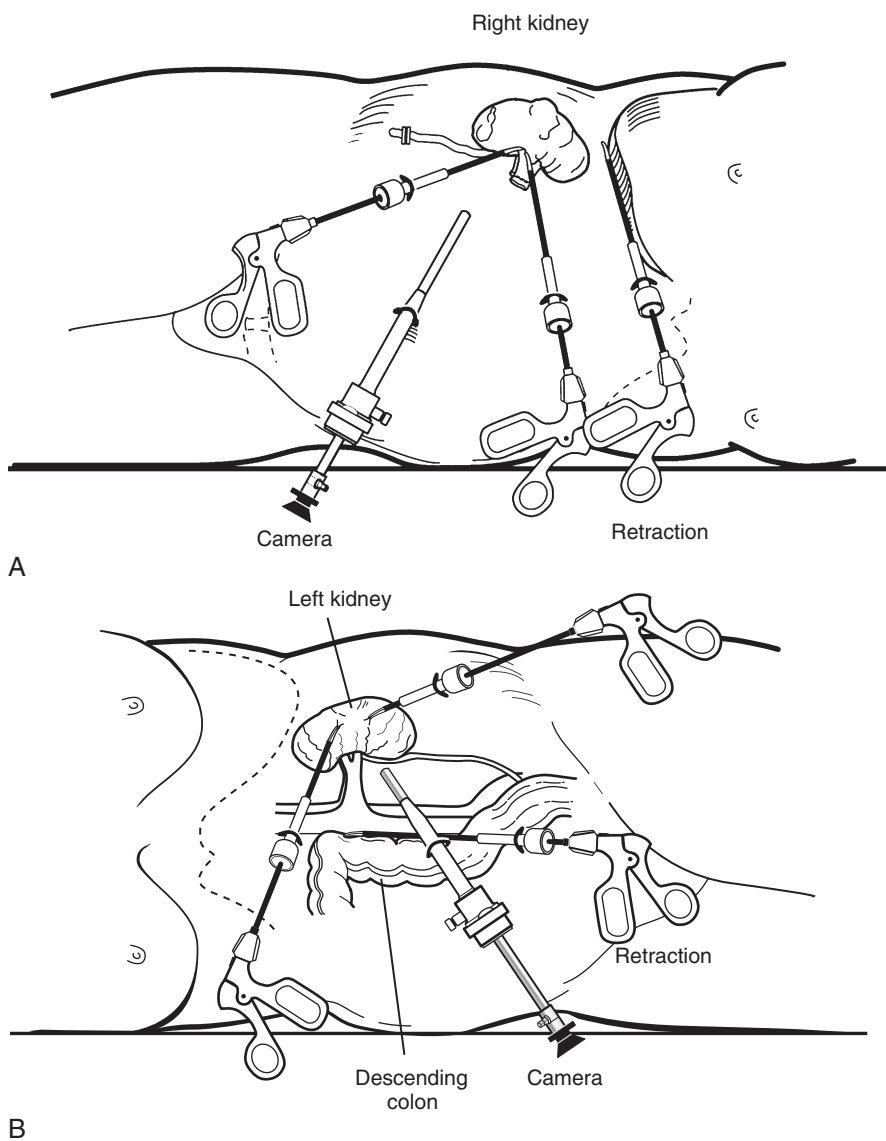 Right kidney
Camera
Retraction
A
Left kidney
Retraction
Descending
colon
Camera
B